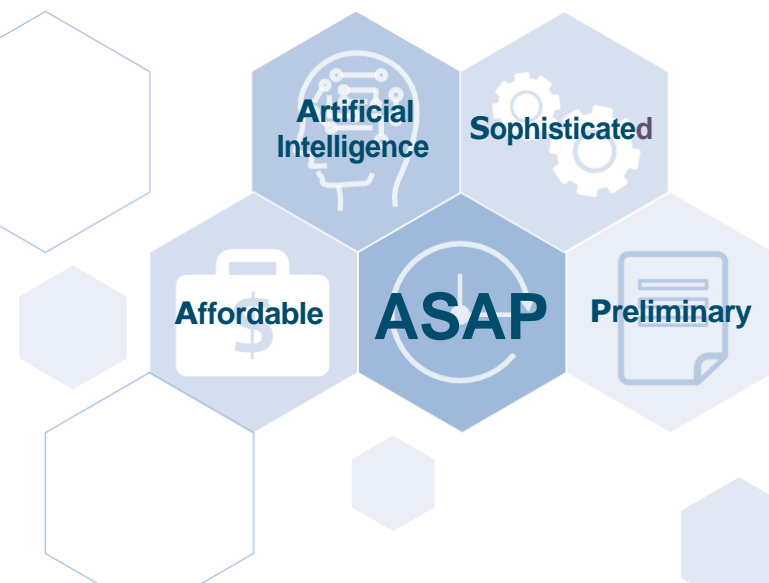 Artificial
Intelligence
Sophisticated
Affordable
$
ASAP
Preliminary